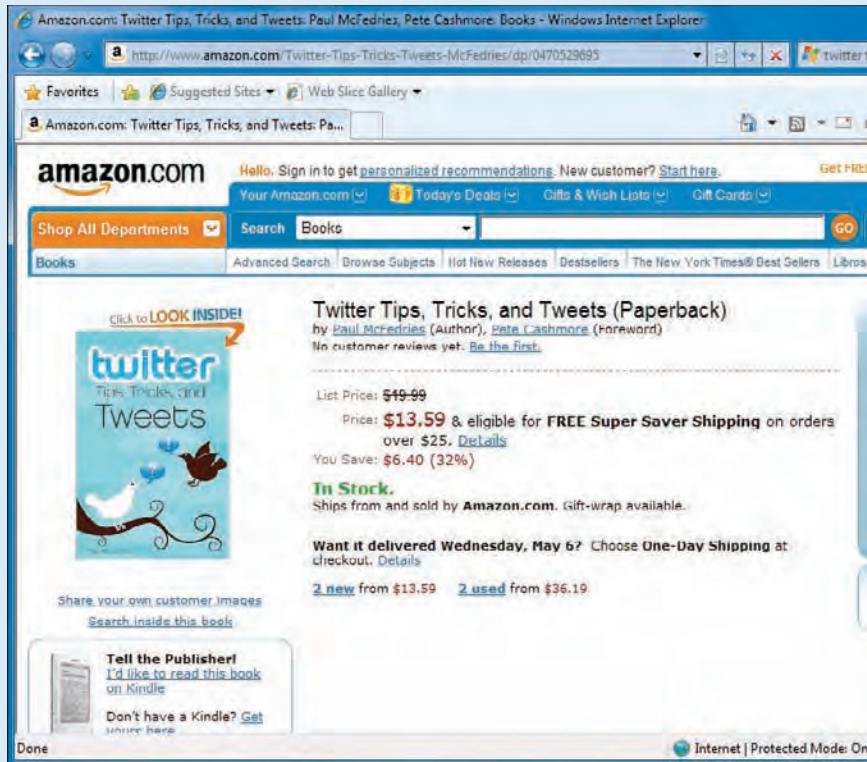 Amazon.com: Twitter Tips, Tricks, and Tweets: Paul McFedries, Pete Cashmore: Books - Windows Internet Explorer
http://www.amazon.com/Twitter-Tips-Tricks-Tweets-McFedries/dp/0470529695
twitter
Favorites Suggested Sites Web Slice Gallery
Amazon.com: Twitter Tips, Tricks, and Tweets: Pa...
amazon.com
Hello. Sign in to get personalized recommendations. New customer? Start here.
Get FRE
Your Amazon.com Today's Deals Gifts & Wish Lists Gift Cards
Shop All Departments Search Books GO
Books Advanced Search Browse Subjects Hot New Releases Bestsellers The New York Times® Best Sellers Libros
Click to LOOK INSIDE!
twitter
Tips, Tricks, and
Tweets
Share your own customer images
Search inside this book
Tell the Publisher!
I'd like to read this book
on Kindle
Don't have a Kindle? Get
yours here
Twitter Tips, Tricks, and Tweets (Paperback)
by Paul McFedries (Author), Pete Cashmore (Foreword)
No customer reviews yet. Be the first.
List Price: $19.99
Price: $13.59 & eligible for FREE Super Saver Shipping on orders
over $25. Details
You Save: $6.40 (32%)
In Stock.
Ships from and sold by Amazon.com. Gift-wrap available.
Want it delivered Wednesday, May 6? Choose One-Day Shipping at
checkout. Details
2 new from $13.59 2 used from $36.19
Done
Internet | Protected Mode: On